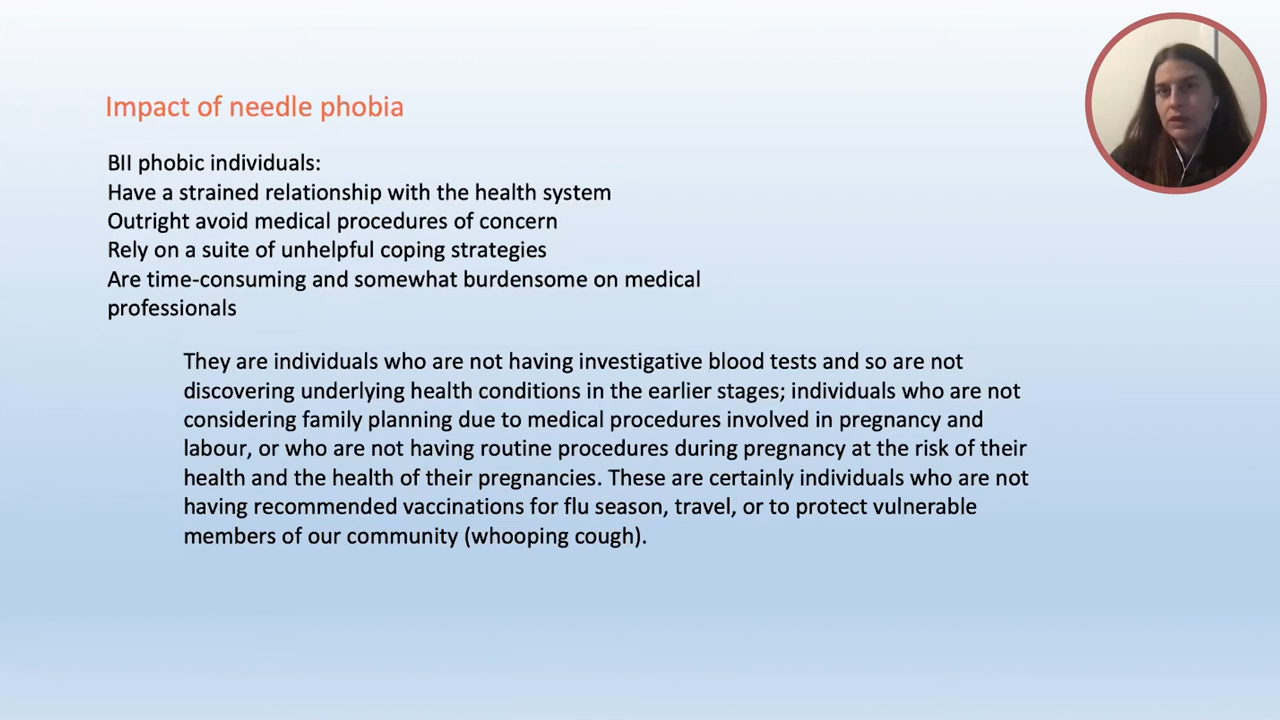 Impact of needle phobia
BII phobic individuals:
Have a strained relationship with the health system
Outright avoid medical procedures of concern
Rely on a suite of unhelpful coping strategies
Are time-consuming and somewhat burdensome on medical
professionals
They are individuals who are not having investigative blood tests and so are not
discovering underlying health conditions in the earlier stages; individuals who are not
considering family planning due to medical procedures involved in pregnancy and
labour, or who are not having routine procedures during pregnancy at the risk of their
health and the health of their pregnancies. These are certainly individuals who are not
having recommended vaccinations for flu season, travel, or to protect vulnerable
members of our community (whooping cough).